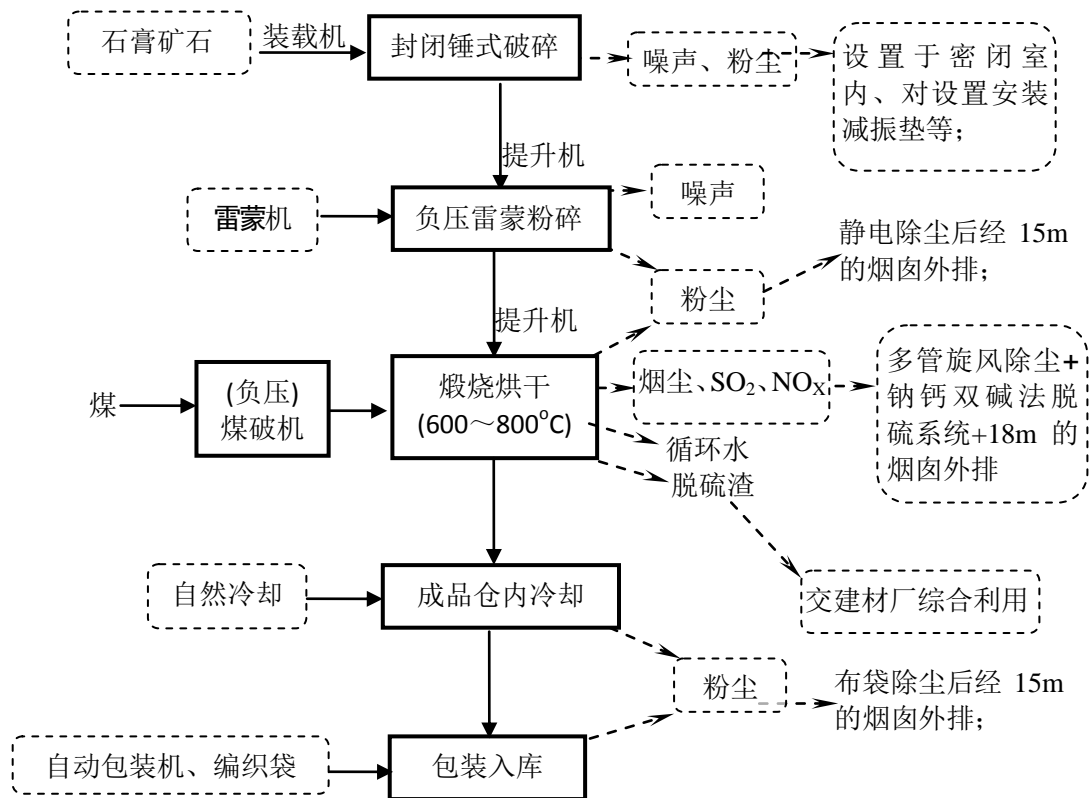 石膏矿石
装载机
封闭锤式破碎
噪声、粉尘
设置于密闭室
内、对设置安装
减振垫等；
提升机
雷蒙机
负压雷蒙粉碎
噪声
粉尘
静电除尘后经 15m
的烟囱外排；
提升机
煤
(负压)
煤破机
煅烧烘干
(600～800°C)
烟尘、SO₂、NOX
多管旋风除尘+
钠钙双碱法脱
硫系统+18m 的
烟囱外排
循环水
脱硫渣
交建材厂综合利用
自然冷却
成品仓内冷却
粉尘
布袋除尘后经 15m
的烟囱外排；
自动包装机、编织袋
包装入库